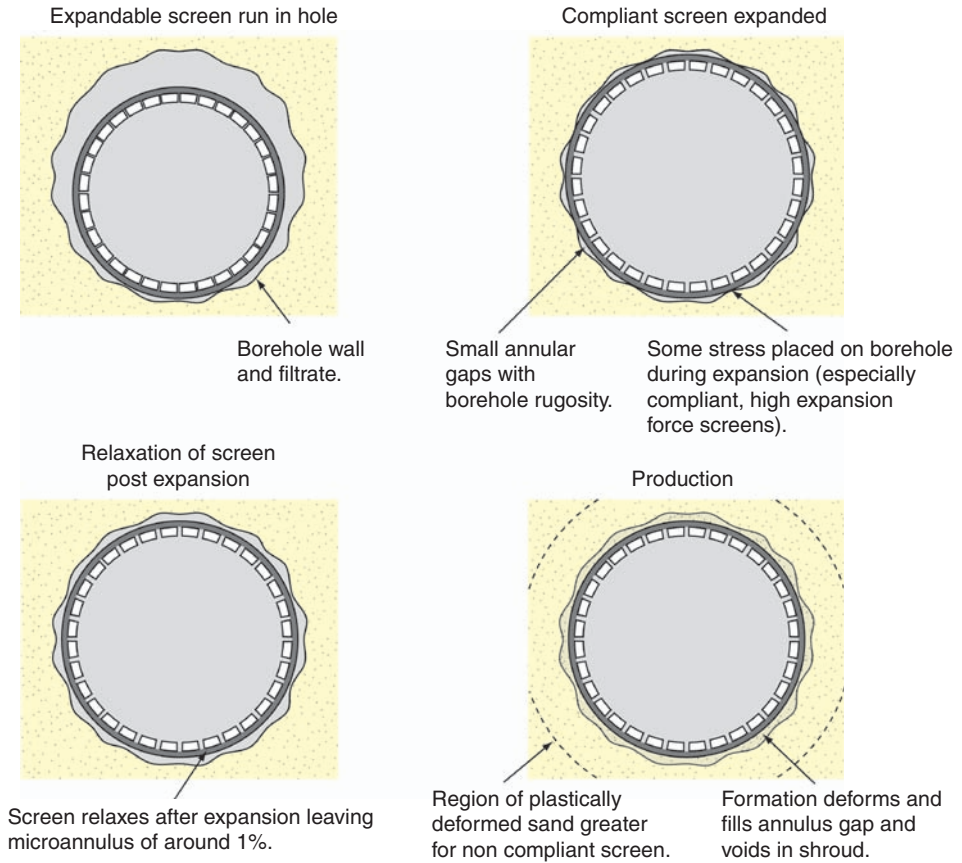 Expandable screen run in hole
Compliant screen expanded
Borehole wall
and filtrate.
Small annular
gaps with
borehole rugosity.
Some stress placed on borehole
during expansion (especially
compliant, high expansion
force screens).
Relaxation of screen
post expansion
Production
Screen relaxes after expansion leaving
microannulus of around 1%.
Region of plastically
deformed sand greater
for non compliant screen.
Formation deforms and
fills annulus gap and
voids in shroud.